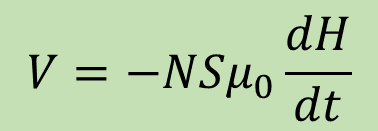 V = −NSμ₀ dH/dt